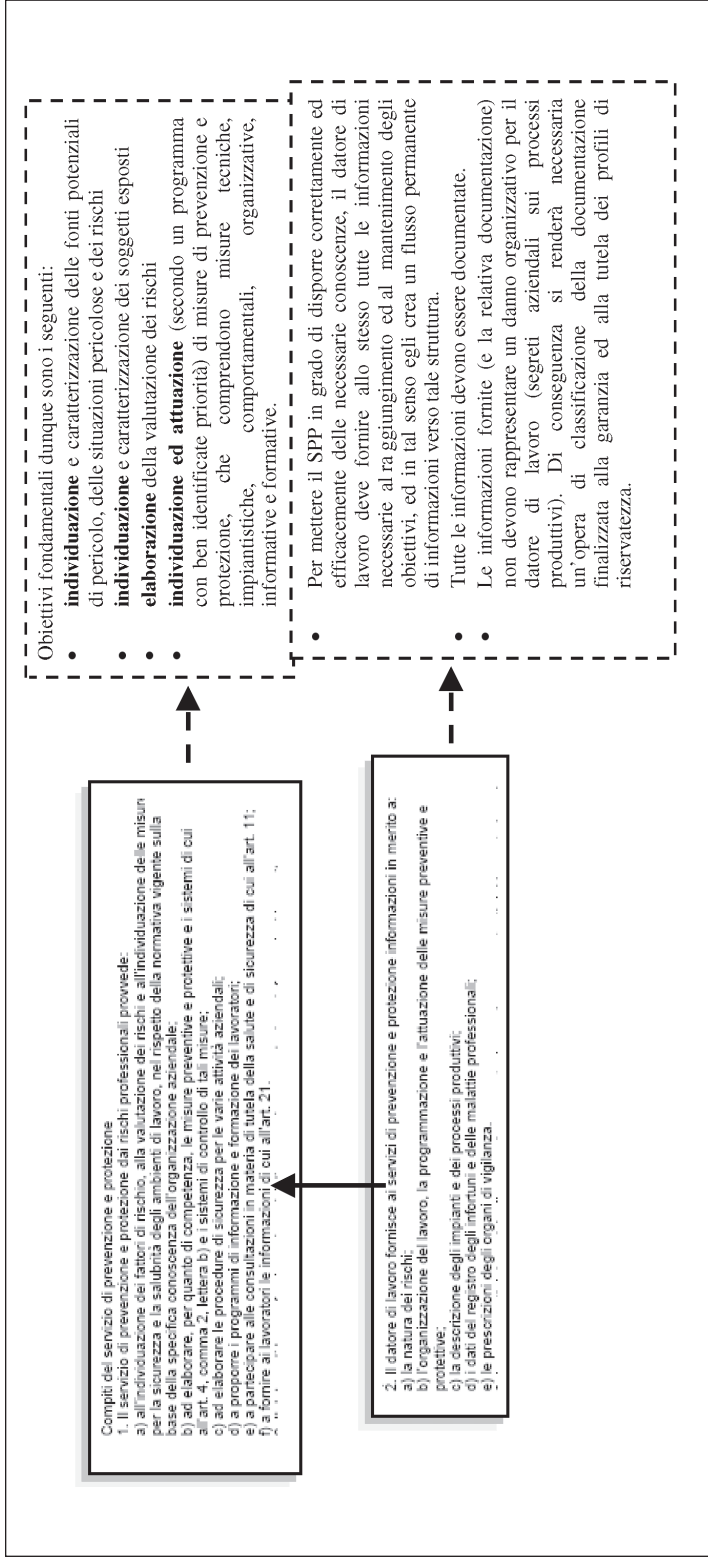 Compiti del servizio di prevenzione e protezione
1. Il servizio di prevenzione e protezione dai rischi professionali provvede:
a) all'individuazione dei fattori di rischio, alla valutazione dei rischi e all'individuazione delle misur
per la sicurezza e la salubrità degli ambienti di lavoro, nel rispetto della normativa vigente sulla
base della specifica conoscenza dell'organizzazione aziendale;
b) ad elaborare, per quanto di competenza, le misure preventive e protettive e i sistemi di cui
all'art. 4, comma 2, lettera b) e i sistemi di controllo di tali misure;
c) ad elaborare le procedure di sicurezza per le varie attività aziendali;
d) a proporre i programmi di informazione e formazione dei lavoratori;
e) a partecipare alle consultazioni in materia di tutela della salute e di sicurezza di cui all'art. 11;
f) a fornire ai lavoratori le informazioni di cui all'art. 21.
2. Il datore di lavoro fornisce ai servizi di prevenzione e protezione informazioni in merito a:
a) la natura dei rischi;
b) l'organizzazione del lavoro, la programmazione e l'attuazione delle misure preventive e
protettive;
c) la descrizione degli impianti e dei processi produttivi;
d) i dati del registro degli infortuni e delle malattie professionali;
e) le prescrizioni degli organi di vigilanza.
Obiettivi fondamentali dunque sono i seguenti:
• individuazione e caratterizzazione delle fonti potenziali
di pericolo, delle situazioni pericolose e dei rischi
• individuazione e caratterizzazione dei soggetti esposti
• elaborazione della valutazione dei rischi
• individuazione ed attuazione (secondo un programma
con ben identificate priorità) di misure di prevenzione e
protezione, che comprendono misure tecniche,
impiantistiche, comportamentali, organizzative,
informative e formative.
• Per mettere il SPP in grado di disporre correttamente ed
efficacemente delle necessarie conoscenze, il datore di
lavoro deve fornire allo stesso tutte le informazioni
necessarie al raggiungimento ed al mantenimento degli
obiettivi, ed in tal senso egli crea un flusso permanente
di informazioni verso tale struttura.
• Tutte le informazioni devono essere documentate.
• Le informazioni fornite (e la relativa documentazione)
non devono rappresentare un danno organizzativo per il
datore di lavoro (segreti aziendali sui processi
produttivi). Di conseguenza si renderà necessaria
un'opera di classificazione della documentazione
finalizzata alla garanzia ed alla tutela dei profili di
riservatezza.